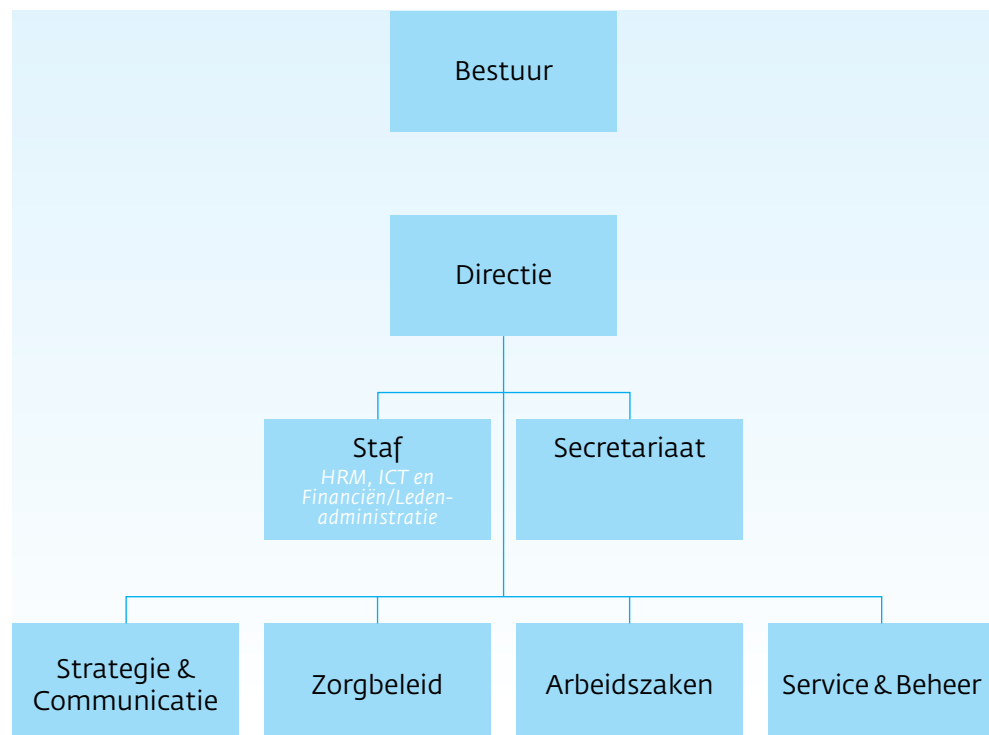 Bestuur
Directie
Staf
HRM, ICT en
Financiën/Leden-
administratie
Secretariaat
Strategie &
Communicatie
Zorgbeleid
Arbeidszaken
Service & Beheer